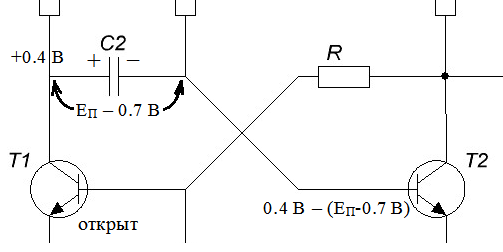 C2
R
+0.4 В
+ −
Eп – 0.7 В
T1
T2
0.4 В – (Eп-0.7 В)
открыт